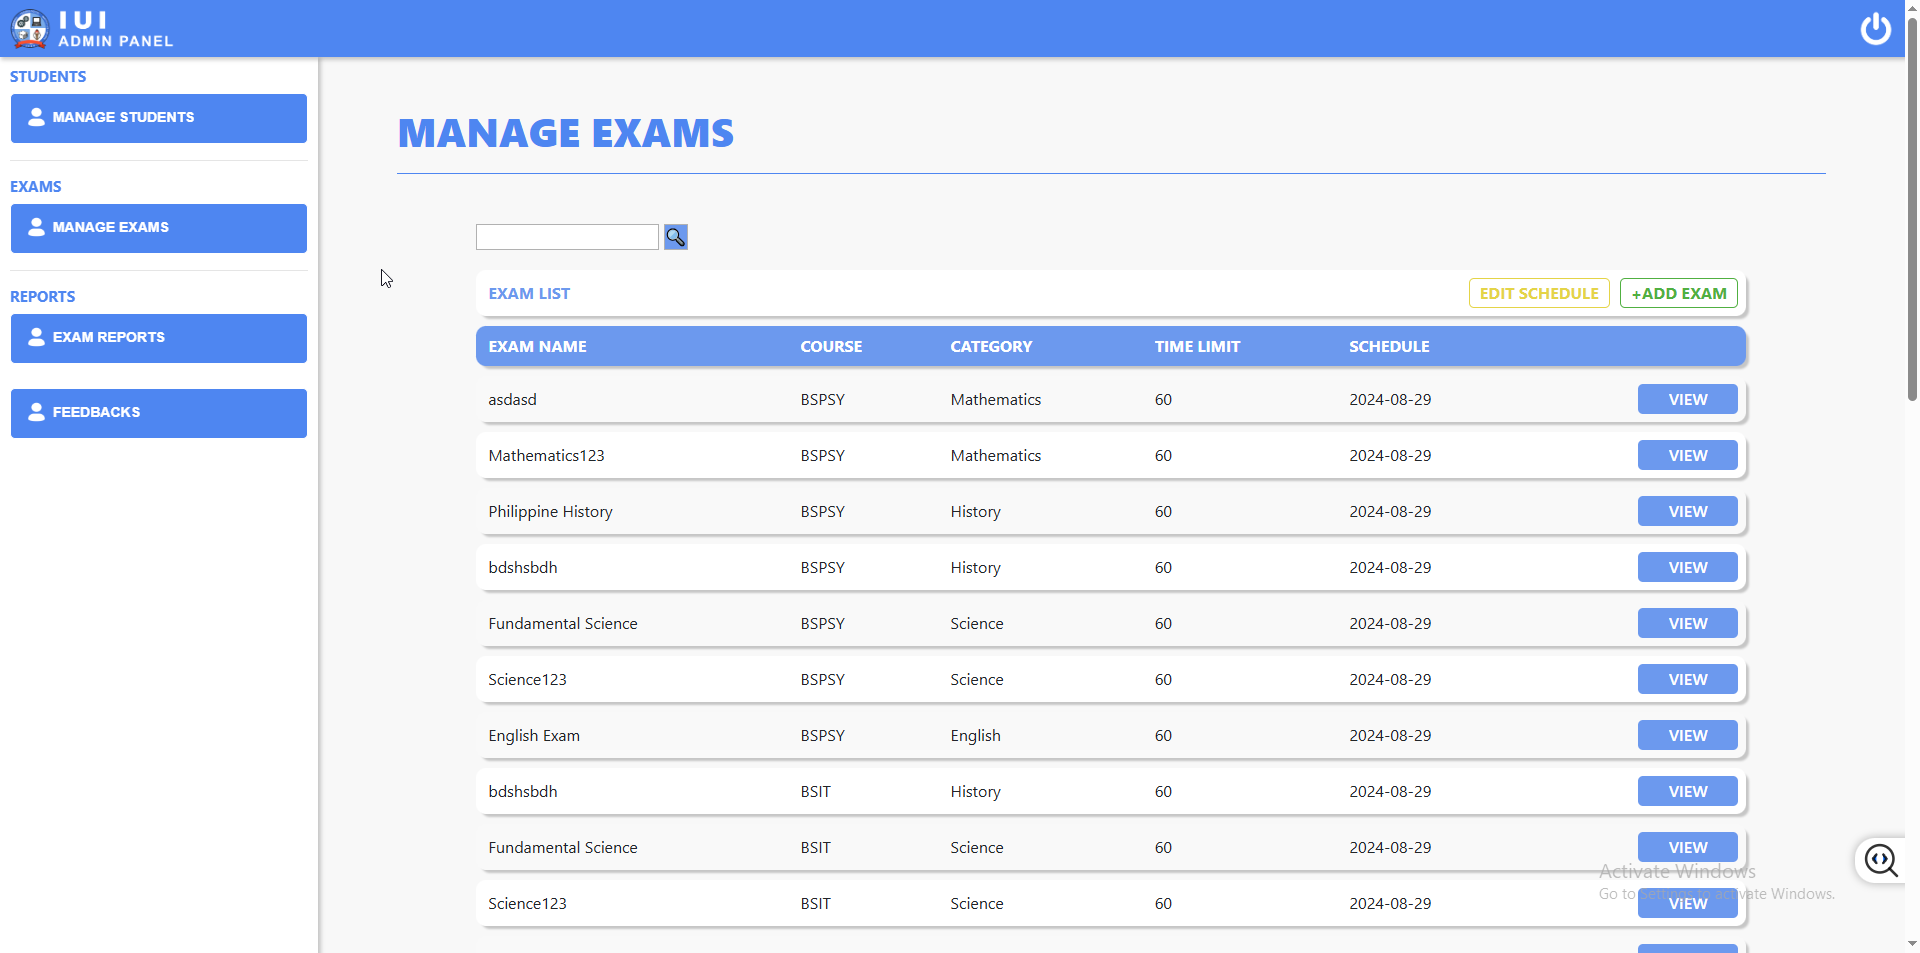 IUI
ADMIN PANEL
STUDENTS
MANAGE STUDENTS
EXAMS
MANAGE EXAMS
REPORTS
EXAM REPORTS
FEEDBACKS
MANAGE EXAMS
EXAM LIST EDIT SCHEDULE +ADD EXAM
EXAM NAME COURSE CATEGORY TIME LIMIT SCHEDULE
asdasd BSPSY Mathematics 60 2024-08-29 VIEW
Mathematics123 BSPSY Mathematics 60 2024-08-29 VIEW
Philippine History BSPSY History 60 2024-08-29 VIEW
bdshsbdh BSPSY History 60 2024-08-29 VIEW
Fundamental Science BSPSY Science 60 2024-08-29 VIEW
Science123 BSPSY Science 60 2024-08-29 VIEW
English Exam BSPSY English 60 2024-08-29 VIEW
bdshsbdh BSIT History 60 2024-08-29 VIEW
Fundamental Science BSIT Science 60 2024-08-29 VIEW
Activate Windows
Go to Settings to activate Windows.
Science123 BSIT Science 60 2024-08-29 VIEW